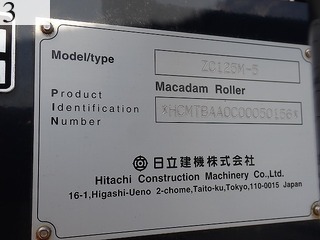 3
Model/type ZC125M-5
Macadam Roller
Product
Identification *HCMTBAA0C00050156*
Number
日立建機株式会社
Hitachi Construction Machinery Co.,Ltd.
16-1,Higashi-Ueno 2-chome,Taito-ku,Tokyo,110-0015 Japan